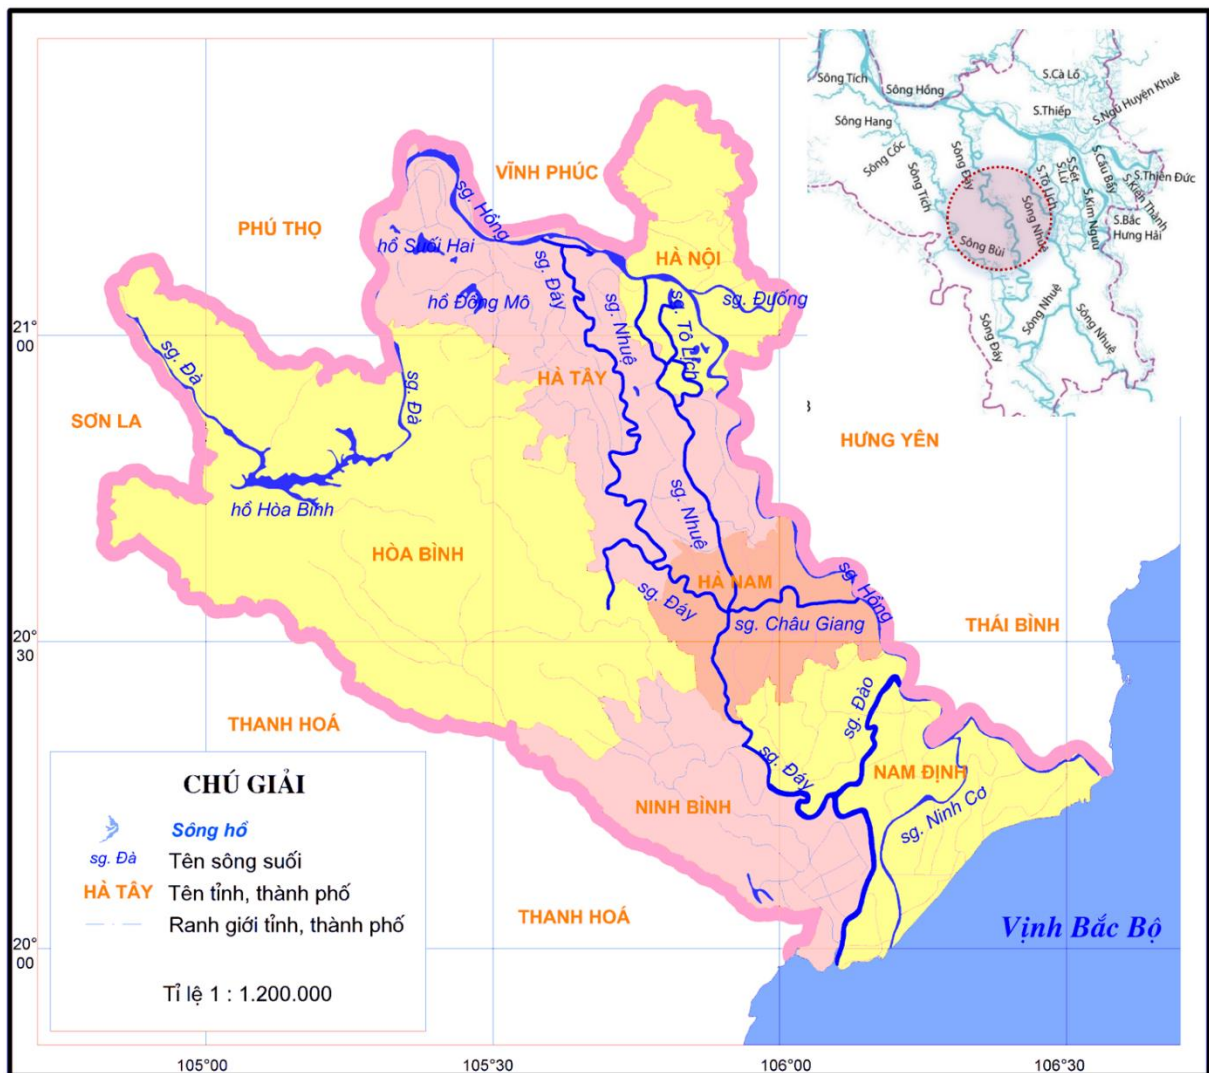 Sông Tích
Sông Hồng
S.Cà Lồ
S.Thiếp
S.Ngũ Huyện Khuê
Sông Hang
Sông Cốc
Sông Đáy
S.Tô Lịch
S.Lừ
S.Sét
S.Cầu Bây
S.Thiên Đức
S.Kiến Thành
Sông Tích
Sông Nhuệ
S.Kim Ngưu
S.Bắc
Hưng Hải
Sông Bùi
Sông Đáy
Sông Nhuệ
Sông Nhuệ
VĨNH PHÚC
PHÚ THỌ
sg. Hồng
hồ Suối Hai
HÀ NỘI
sg. Đáy
hồ Đồng Mô
sg. Đuống
sg. Nhuệ
sg. Tô Lịch
21°
00
sg. Đà
sg. Đà
HÀ TÂY
SƠN LA
HƯNG YÊN
hồ Hòa Bình
sg. Nhuệ
HÒA BÌNH
HÀ NAM
sg. Hồng
sg. Đáy
sg. Châu Giang
THÁI BÌNH
20°
30
THANH HOÁ
sg. Đào
sg. Đáy
NAM ĐỊNH
NINH BÌNH
sg. Ninh Cơ
CHÚ GIẢI
Sông hồ
sg. Đà Tên sông suối
HÀ TÂY Tên tỉnh, thành phố
Ranh giới tỉnh, thành phố
Tỉ lệ 1 : 1.200.000
THANH HOÁ
Vịnh Bắc Bộ
20°
00
105°00 105°30 106°00 106°30